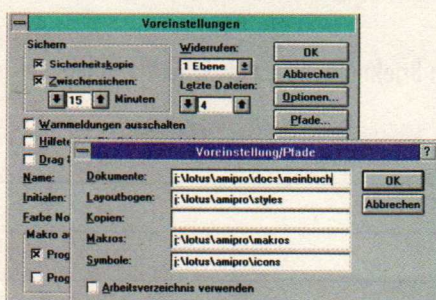 Voreinstellungen
Sichern
Sicherheitskopie
Zwischensichern:
15 Minuten
Widerrufen:
1 Ebene
Letzte Dateien:
4
OK
Abbrechen
Optionen...
Pfade...
Warnmeldungen ausschalten
Drag
Name:
Initialen:
Farbe No
Makro
Prog
Prog
Voreinstellung/Pfade
?
Dokumente: j:\lotus\amipro\docs\meinbuch
Layoutbogen: j:\lotus\amipro\styles
Kopien:
Makros: j:\lotus\amipro\makros
Symbole: j:\lotus\amipro\icons
Arbeitsverzeichnis verwenden
OK
Abbrechen